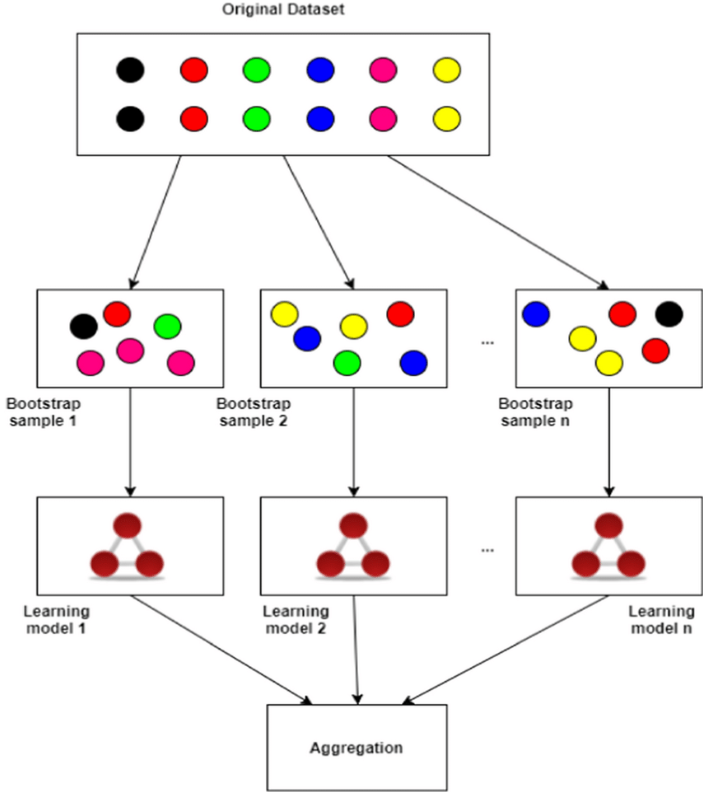 Original Dataset
Bootstrap
sample 1
Bootstrap
sample 2
...
Bootstrap
sample n
Learning
model 1
Learning
model 2
...
Learning
model n
Aggregation